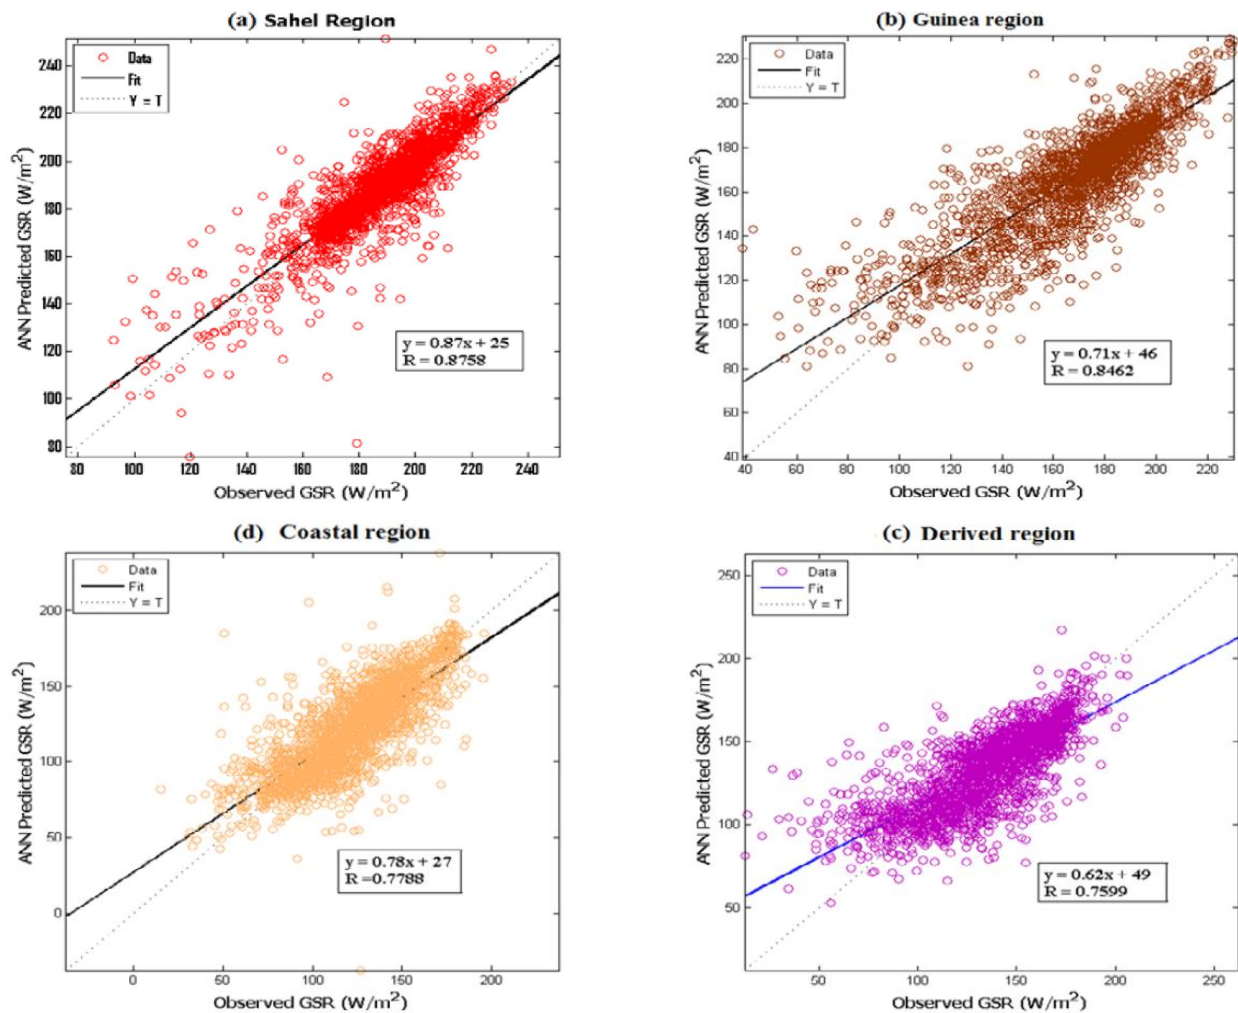 (a) Sahel Region
Data
Fit
Y = T
240
220
200
180
160
140
120
100
80
ANN Predicted GSR (W/m²)
y = 0.87x + 25
R = 0.8758
80 100 120 140 160 180 200 220 240
Observed GSR (W/m²)
(b) Guinea region
Data
Fit
Y = T
220
200
180
160
140
120
100
80
60
40
ANN Predicted GSR (W/m²)
y = 0.71x + 46
R = 0.8462
40 60 80 100 120 140 160 180 200 220
Observed GSR (W/m²)
(d) Coastal region
Data
Fit
Y = T
200
150
100
50
0
ANN Predicted GSR (W/m²)
y = 0.78x + 27
R =0.7788
0 50 100 150 200
Observed GSR (W/m²)
(c) Derived region
Data
Fit
Y = T
250
200
150
100
50
ANN Predicted GSR (W/m²)
y = 0.62x + 49
R = 0.7599
50 100 150 200 250
Observed GSR (W/m²)